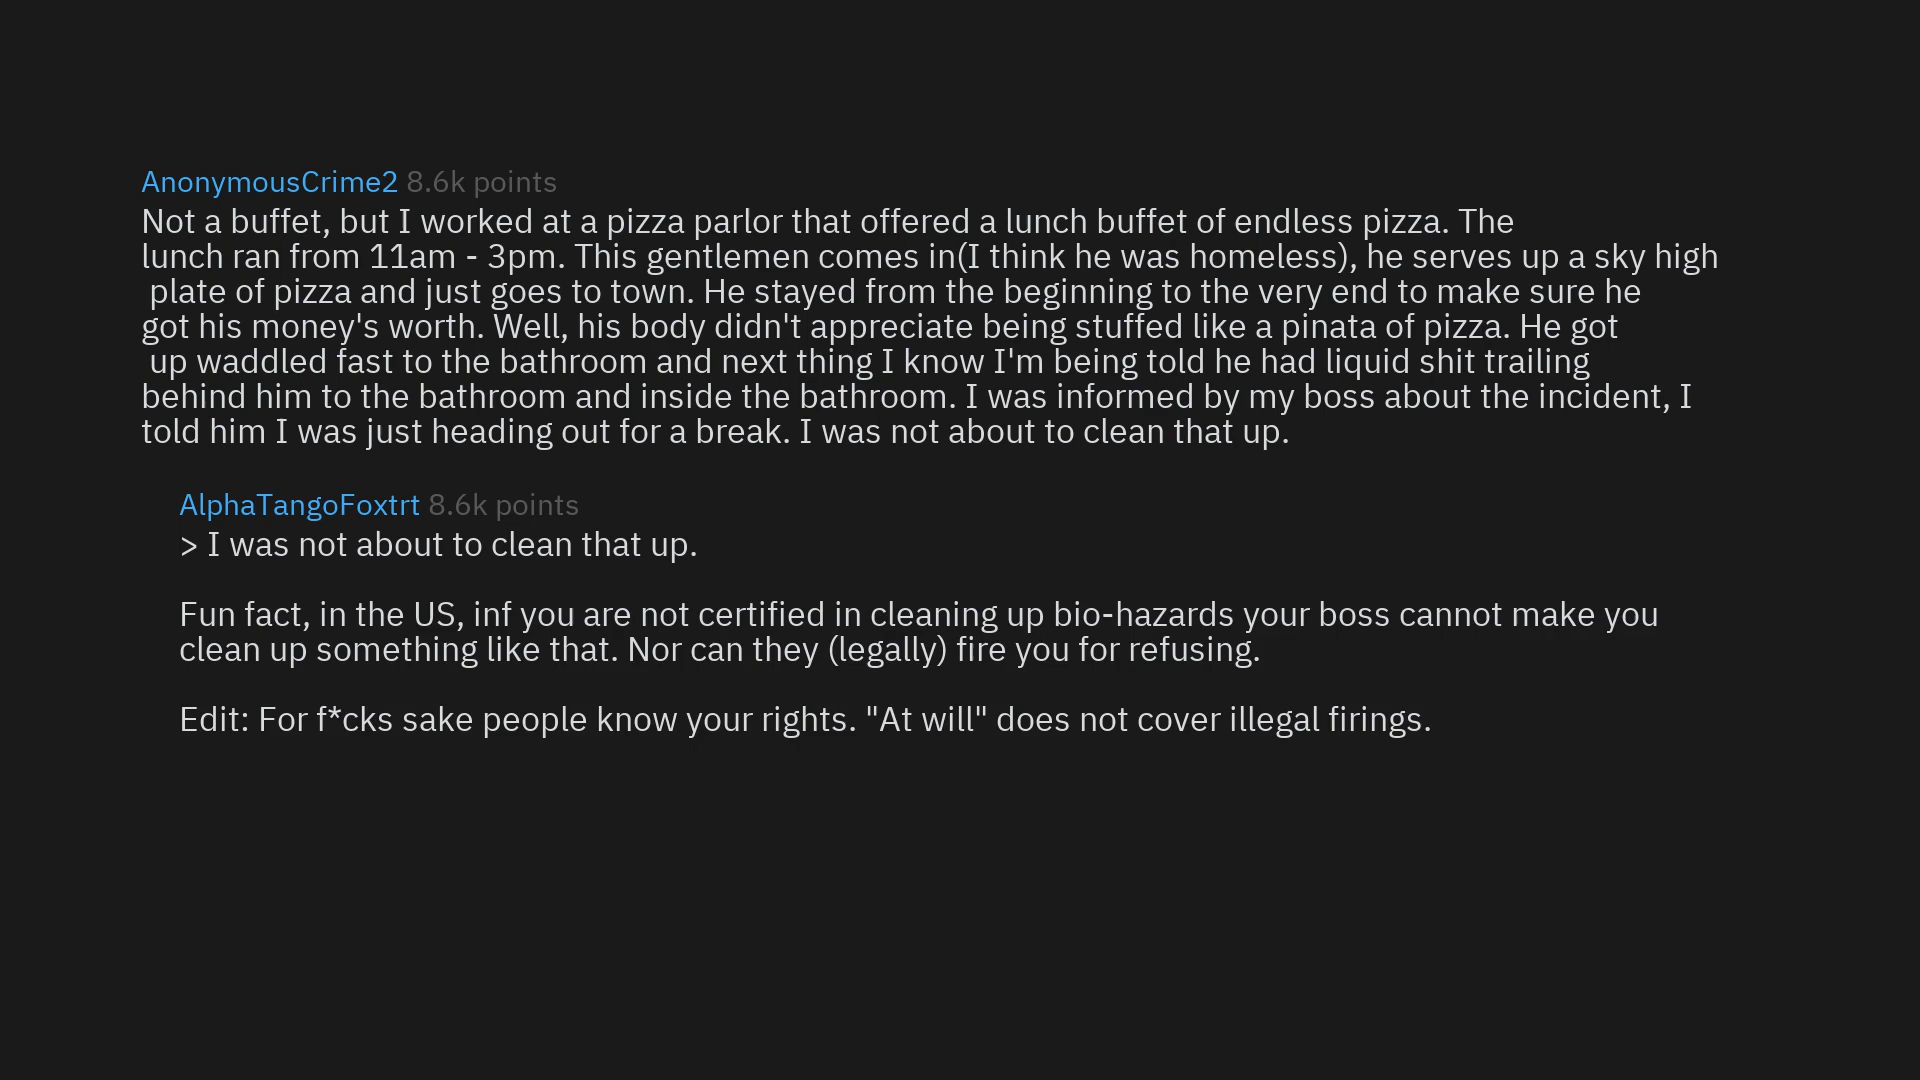 AnonymousCrime2 8.6k points
Not a buffet, but I worked at a pizza parlor that offered a lunch buffet of endless pizza. The
lunch ran from 11am - 3pm. This gentlemen comes in(I think he was homeless), he serves up a sky high
plate of pizza and just goes to town. He stayed from the beginning to the very end to make sure he
got his money's worth. Well, his body didn't appreciate being stuffed like a pinata of pizza. He got
up waddled fast to the bathroom and next thing I know I'm being told he had liquid shit trailing
behind him to the bathroom and inside the bathroom. I was informed by my boss about the incident, I
told him I was just heading out for a break. I was not about to clean that up.
AlphaTangoFoxtrt 8.6k points
> I was not about to clean that up.
Fun fact, in the US, inf you are not certified in cleaning up bio-hazards your boss cannot make you
clean up something like that. Nor can they (legally) fire you for refusing.
Edit: For f*cks sake people know your rights. "At will" does not cover illegal firings.